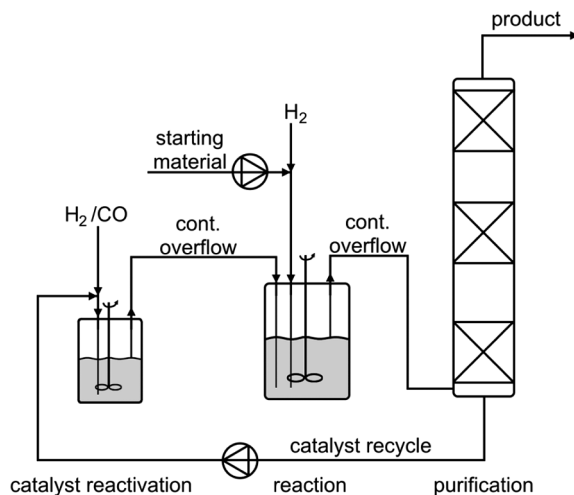 product
H₂
starting
material
H₂/CO
cont.
overflow
cont.
overflow
catalyst recycle
catalyst reactivation
reaction
purification